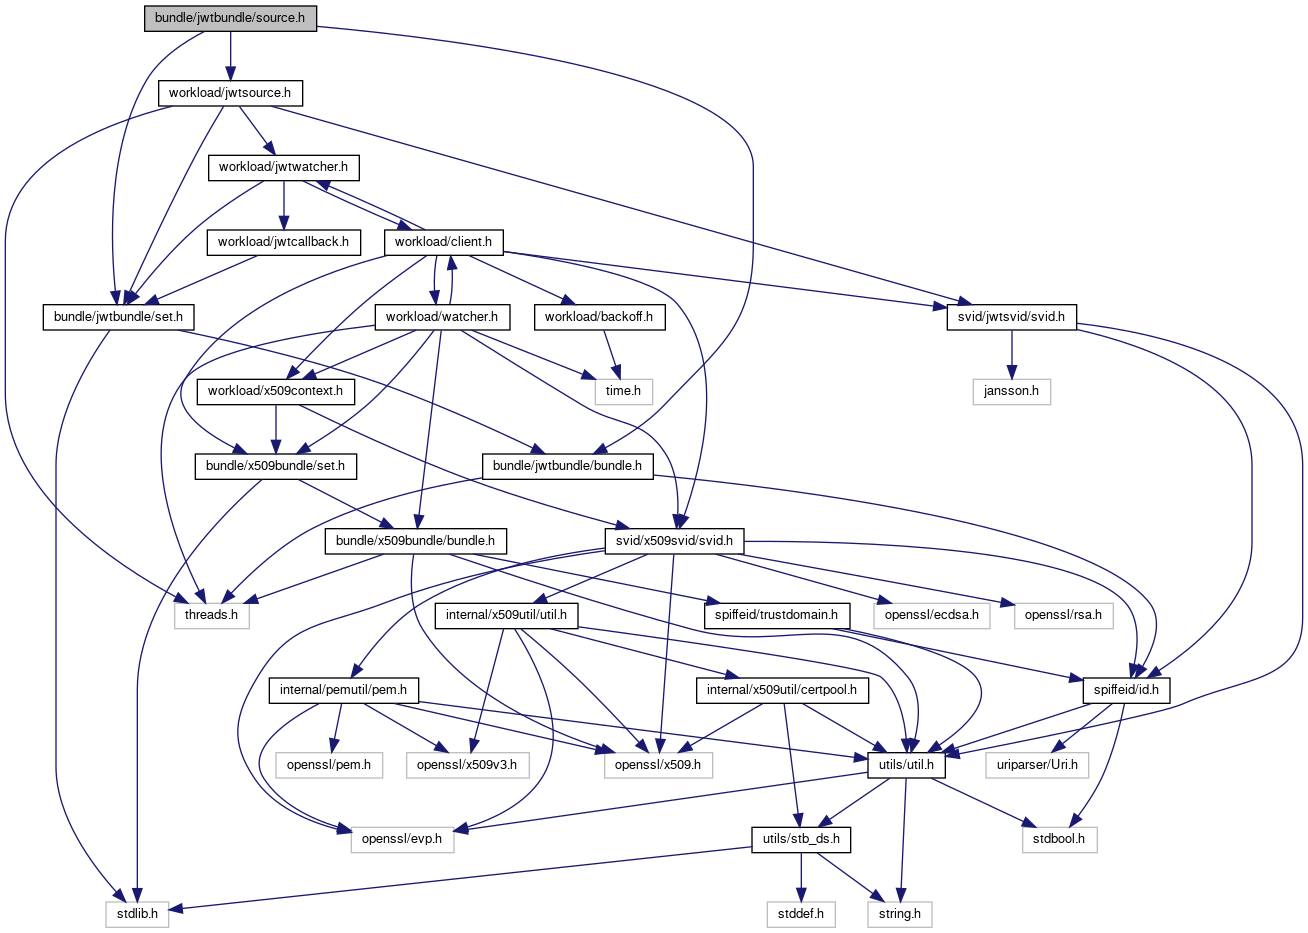 bundle/jwtbundle/source.h
workload/jwtsource.h
workload/jwtwatcher.h
workload/jwtcallback.h
workload/client.h
bundle/jwtbundle/set.h
workload/watcher.h
workload/backoff.h
svid/jwtsvid/svid.h
workload/x509context.h
time.h
jansson.h
bundle/x509bundle/set.h
bundle/jwtbundle/bundle.h
bundle/x509bundle/bundle.h
svid/x509svid/svid.h
threads.h
internal/x509util/util.h
spiffeid/trustdomain.h
openssl/ecdsa.h
openssl/rsa.h
internal/pemutil/pem.h
internal/x509util/certpool.h
spiffeid/id.h
openssl/pem.h
openssl/x509v3.h
openssl/x509.h
utils/util.h
uriparser/Uri.h
openssl/evp.h
utils/stb_ds.h
stdbool.h
stdlib.h
stddef.h
string.h